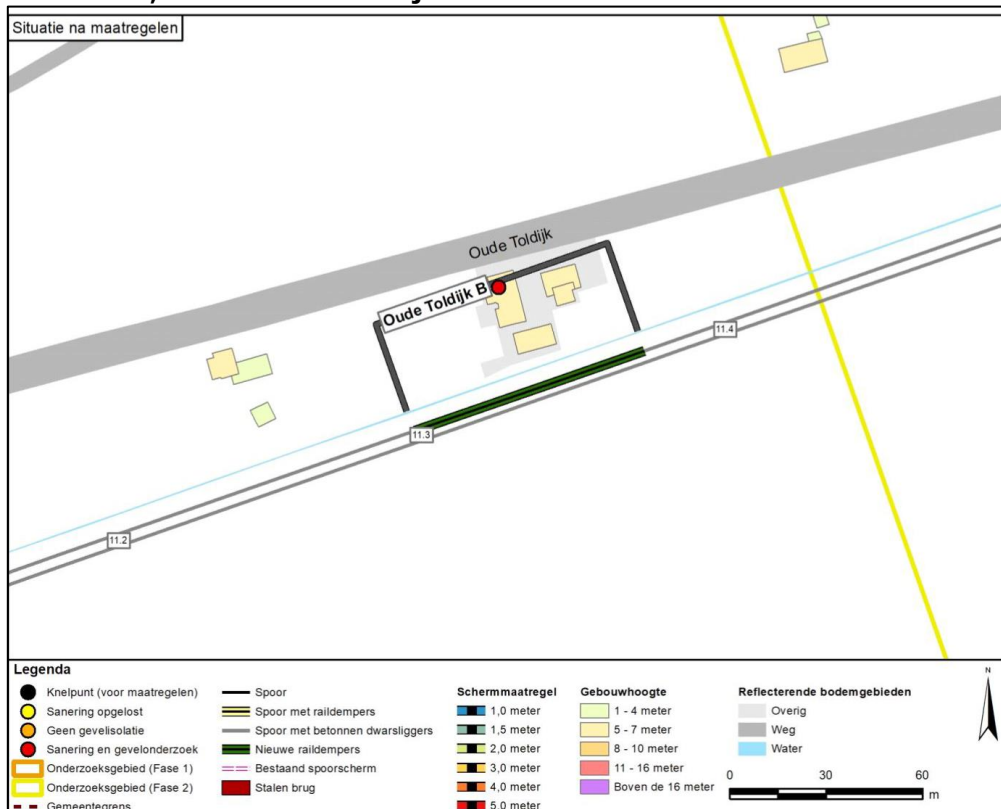 Situatie na maatregelen
Oude Toldijk
Oude Toldijk B
11.4
11.3
11.2
Legenda
Knelpunt (voor maatregelen)
Sanering opgelost
Geen gevelisolatie
Sanering en gevelonderzoek
Onderzoeksgebied (Fase 1)
Onderzoeksgebied (Fase 2)
Gemeentegrens
Spoor
Spoor met raildempers
Spoor met betonnen dwarsliggers
Nieuwe raildempers
Bestaand spoorscherm
Stalen brug
Schermmaatregel
1,0 meter
1,5 meter
2,0 meter
3,0 meter
4,0 meter
5,0 meter
Gebouwhoogte
1 - 4 meter
5 - 7 meter
8 - 10 meter
11 - 16 meter
Boven de 16 meter
Reflecterende bodemgebieden
Overig
Weg
Water
N
0 30 60
m